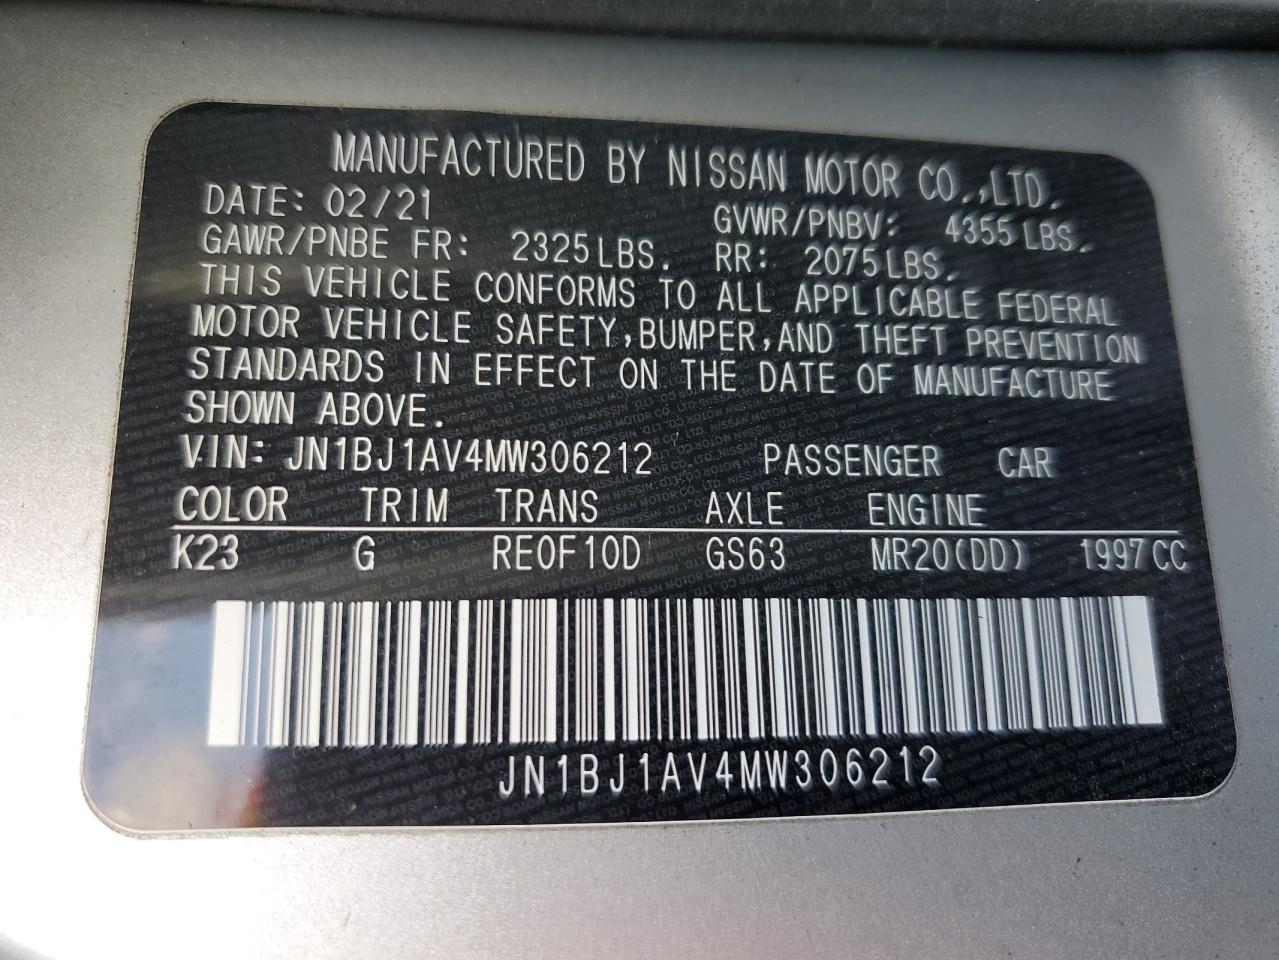 MANUFACTURED BY NISSAN MOTOR CO.,LTD.
DATE: 02/21 GVWR/PNBV: 4355 LBS.
GAWR/PNBE FR: 2325 LBS. RR: 2075 LBS.
THIS VEHICLE CONFORMS TO ALL APPLICABLE FEDERAL
MOTOR VEHICLE SAFETY,BUMPER,AND THEFT PREVENTION
STANDARDS IN EFFECT ON THE DATE OF MANUFACTURE
SHOWN ABOVE.
VIN: JN1BJ1AV4MW306212 PASSENGER CAR
COLOR TRIM TRANS AXLE ENGINE
K23 G RE0F10D GS63 MR20(DD) 1997 CC
JN1BJ1AV4MW306212